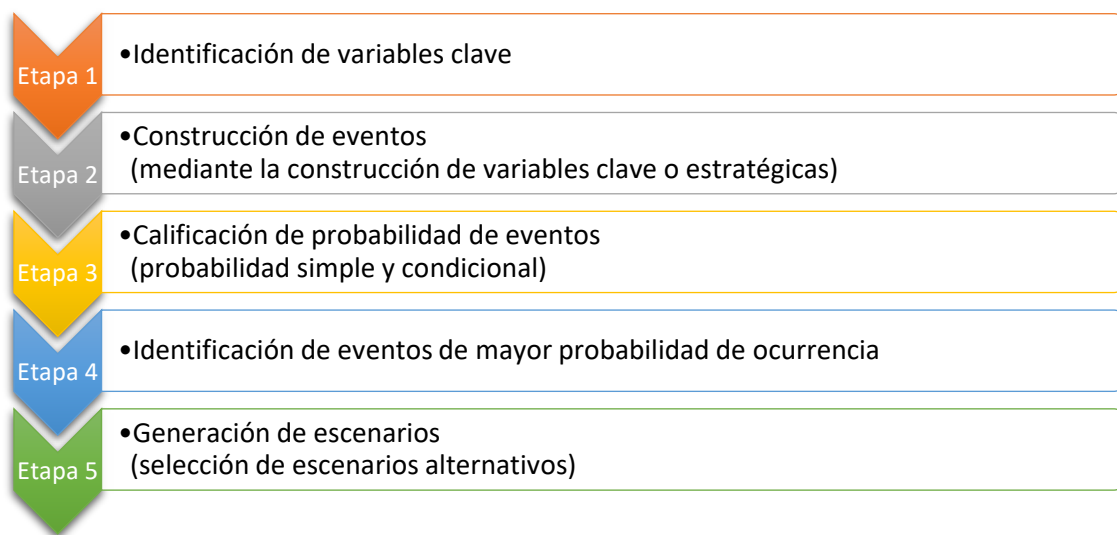 Etapa 1
•Identificación de variables clave
Etapa 2
•Construcción de eventos
(mediante la construcción de variables clave o estratégicas)
Etapa 3
•Calificación de probabilidad de eventos
(probabilidad simple y condicional)
Etapa 4
•Identificación de eventos de mayor probabilidad de ocurrencia
Etapa 5
•Generación de escenarios
(selección de escenarios alternativos)